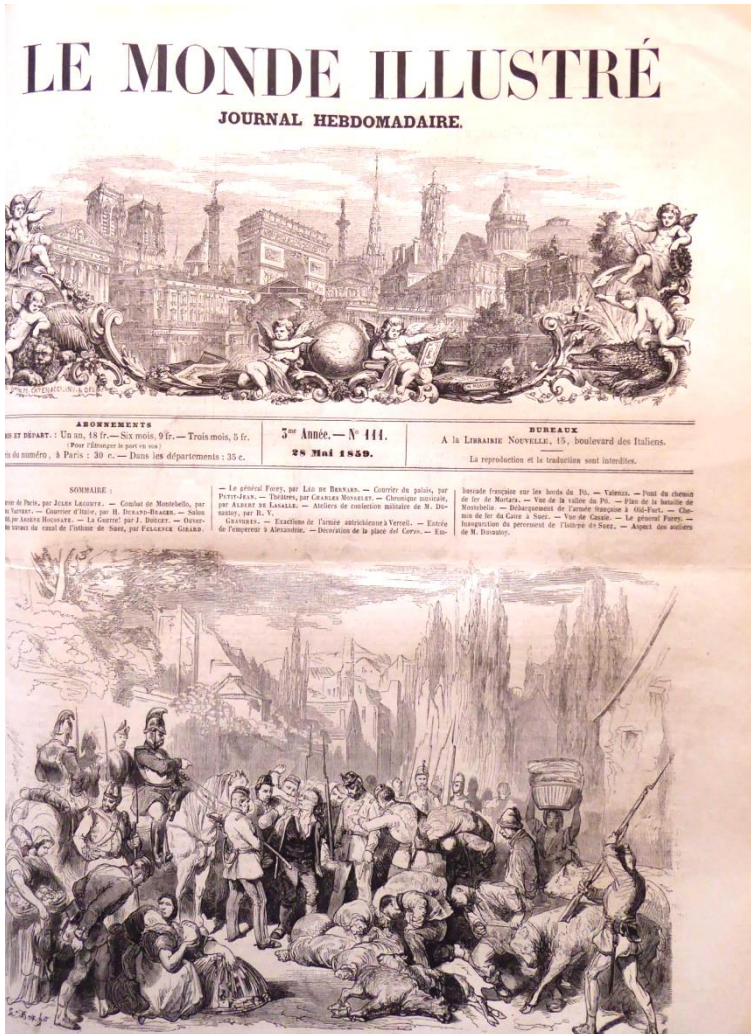 LE MONDE ILLUSTRÉ
JOURNAL HEBDOMADAIRE.
ABONNEMENTS
ET DÉPART. : Un an, 18 fr. — Six mois, 9 fr. — Trois mois, 5 fr.
(Pour l'Étranger le port en sus)
du numéro, à Paris : 30 c. — Dans les départements : 35 c.
3me Année. — No 111.
28 Mai 1859.
BUREAUX
A la LIBRAIRIE NOUVELLE, 15, boulevard des Italiens.
La reproduction et la traduction sont interdites.
SOMMAIRE :
de Paris, par JULES LECOMTE. — Combat de Montebello, par
— Courrier d'Italie, par H. DURAND-BRAGER. — Salon
par ARSÈNE HOUSSAYE. — La Guerre! par J. DOUCET. — Ouver-
travaux du canal de l'isthme de Suez, par FULGENCE GIRARD.
— Le général Forey, par LÉO DE BERNARD. — Courrier du palais, par
PETIT-JEAN. — Théâtres, par CHARLES MONSELET. — Chronique musicale,
par ALBERT DE LASALLE. — Ateliers de confection militaire de M. Du-
sautoy, par R. V.
GRAVURES. — Exactions de l'armée autrichienne à Verceil. — Entrée
de l'empereur à Alexandrie. — Décoration de la place del Corso. — Em-
buscade française sur les bords du Pô. — Valenza. — Pont du chemin
de fer de Mortara. — Vue de la vallée du Pô. — Plan de la bataille de
Montebello. — Débarquement de l'armée française à Old-Fort. — Che-
min de fer du Caire à Suez. — Vue de Casale. — Le général Forey. —
Inauguration du percement de l'isthme de Suez. — Aspect des ateliers
de M. Dusautoy.